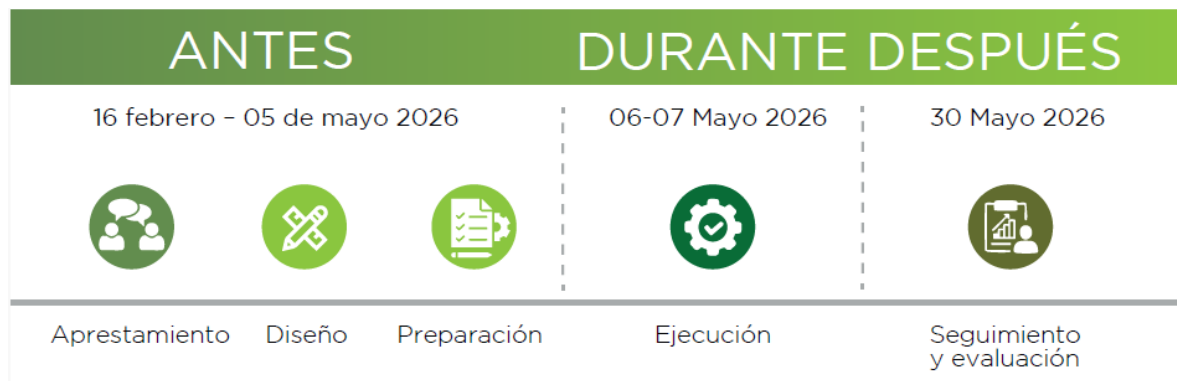 ANTES
DURANTE
DESPUÉS
16 febrero – 05 de mayo 2026
06-07 Mayo 2026
30 Mayo 2026
Aprestamiento
Diseño
Preparación
Ejecución
Seguimiento
y evaluación